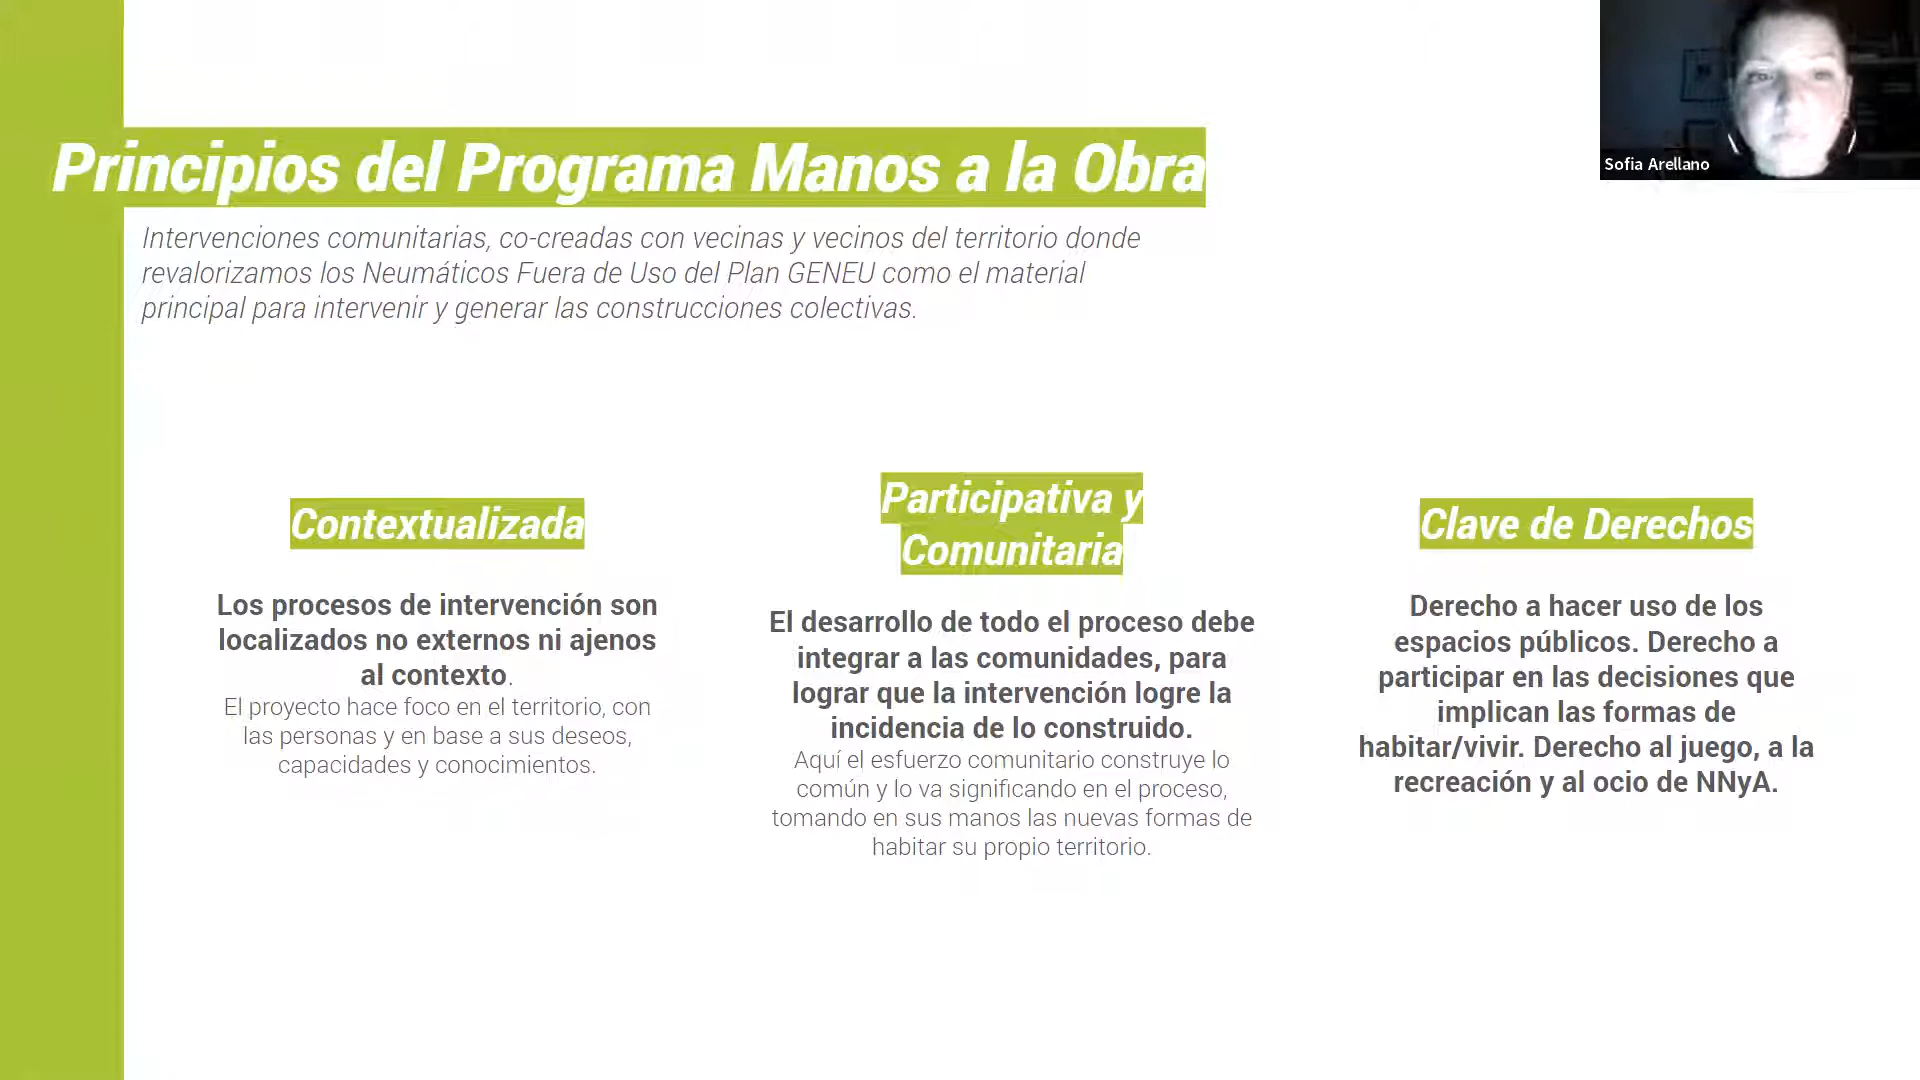 Sofia Arellano
Principios del Programa Manos a la Obra
Intervenciones comunitarias, co-creadas con vecinas y vecinos del territorio donde
revalorizamos los Neumáticos Fuera de Uso del Plan GENEU como el material
principal para intervenir y generar las construcciones colectivas.
Contextualizada
Los procesos de intervención son
localizados no externos ni ajenos
al contexto.
El proyecto hace foco en el territorio, con
las personas y en base a sus deseos,
capacidades y conocimientos.
Participativa y
Comunitaria
El desarrollo de todo el proceso debe
integrar a las comunidades, para
lograr que la intervención logre la
incidencia de lo construido.
Aquí el esfuerzo comunitario construye lo
común y lo va significando en el proceso,
tomando en sus manos las nuevas formas de
habitar su propio territorio.
Clave de Derechos
Derecho a hacer uso de los
espacios públicos. Derecho a
participar en las decisiones que
implican las formas de
habitar/vivir. Derecho al juego, a la
recreación y al ocio de NNyA.